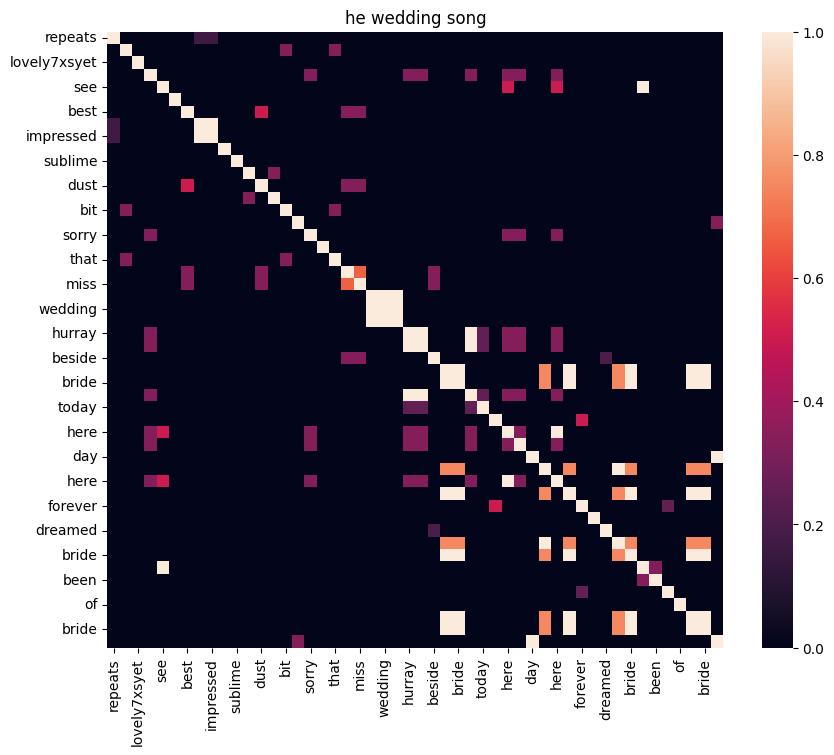 he wedding song
repeats
lovely7xsyet
see
best
impressed
sublime
dust
bit
sorry
that
miss
wedding
hurray
beside
bride
today
here
day
here
forever
dreamed
bride
been
of
bride
1.0
0.8
0.6
0.4
0.2
0.0
repeats
lovely7xsyet
see
best
impressed
sublime
dust
bit
sorry
that
miss
wedding
hurray
beside
bride
today
here
day
here
forever
dreamed
bride
been
of
bride